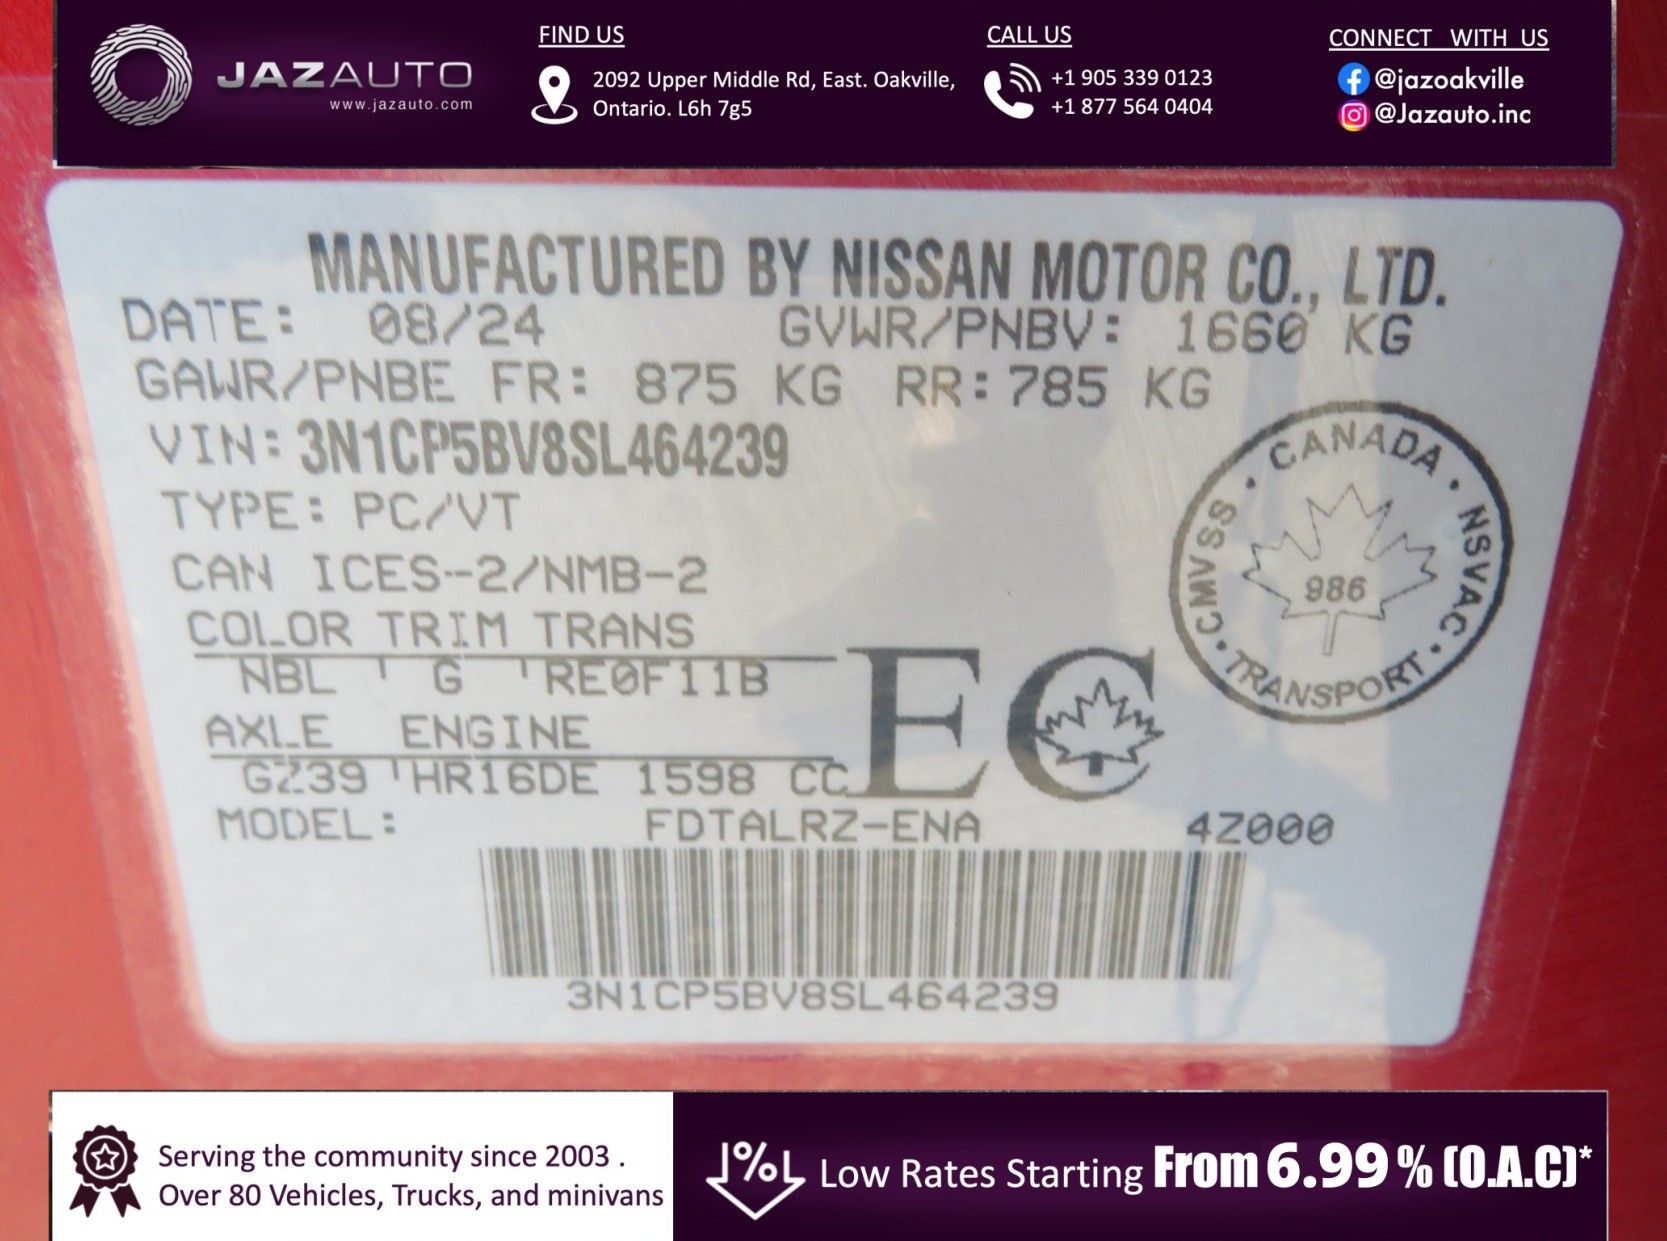 JAZAUTO
www.jazauto.com
FIND US
2092 Upper Middle Rd, East. Oakville,
Ontario. L6h 7g5
CALL US
+1 905 339 0123
+1 877 564 0404
CONNECT WITH US
@jazoakville
@Jazauto.inc
MANUFACTURED BY NISSAN MOTOR CO., LTD.
DATE: 08/24 GVWR/PNBV: 1660 KG
GAWR/PNBE FR: 875 KG RR: 785 KG
VIN: 3N1CP5BV8SL464239
TYPE: PC/VT
CAN ICES-2/NMB-2
COLOR TRIM TRANS
NBL ' G ' RE0F11B
AXLE ENGINE
GZ39 ' HR16DE 1598 CC
EC
CANADA · NSVAC · TRANSPORT · CMVSS ·
986
MODEL: FDTALRZ-ENA 4Z000
3N1CP5BV8SL464239
Serving the community since 2003 .
Over 80 Vehicles, Trucks, and minivans
% Low Rates Starting From 6.99 % (O.A.C)*